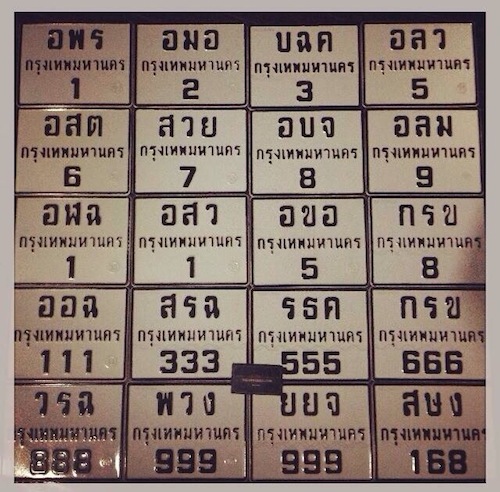 อพร
กรุงเทพมหานคร
1
อมอ
กรุงเทพมหานคร
2
บฉค
กรุงเทพมหานคร
3
อลว
กรุงเทพมหานคร
5
อสต
กรุงเทพมหานคร
6
สวย
กรุงเทพมหานคร
7
อบจ
กรุงเทพมหานคร
8
อลม
กรุงเทพมหานคร
9
อฬฉ
กรุงเทพมหานคร
1
อสว
กรุงเทพมหานคร
1
อขอ
กรุงเทพมหานคร
5
กรข
กรุงเทพมหานคร
8
ออฉ
กรุงเทพมหานคร
111
สรฉ
กรุงเทพมหานคร
333
รธค
กรุงเทพมหานคร
555
กรข
กรุงเทพมหานคร
666
วรฉ
กรุงเทพมหานคร
888
พวง
กรุงเทพมหานคร
999
ยยจ
กรุงเทพมหานคร
999
สษง
กรุงเทพมหานคร
168